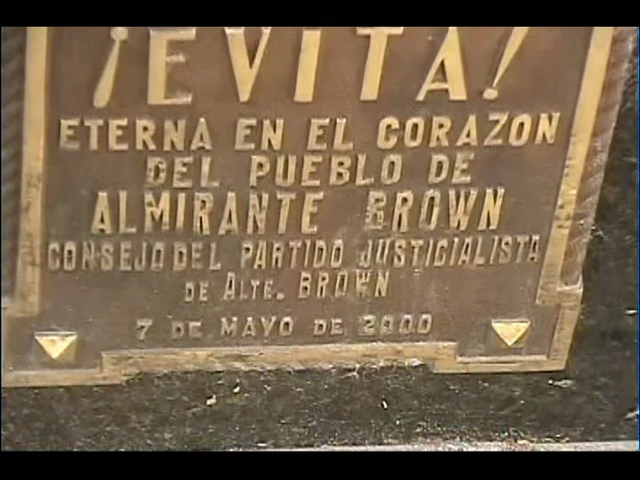 ¡EVITA!
ETERNA EN EL CORAZON
DEL PUEBLO DE
ALMIRANTE BROWN
CONSEJO DEL PARTIDO JUSTICIALISTA
DE ALTE. BROWN
7 DE MAYO DE 2000